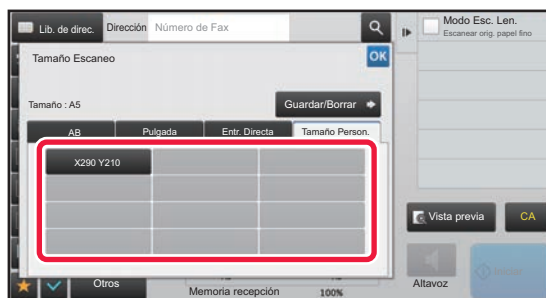 Lib. de direc.
Dirección
Número de Fax
Modo Esc. Len.
Escanear orig. papel fino
Tamaño Escaneo
OK
Tamaño : A5
Guardar/Borrar
AB
Pulgada
Entr. Directa
Tamaño Person.
X290 Y210
Vista previa
CA
Otros
Memoria recepción
100%
Altavoz